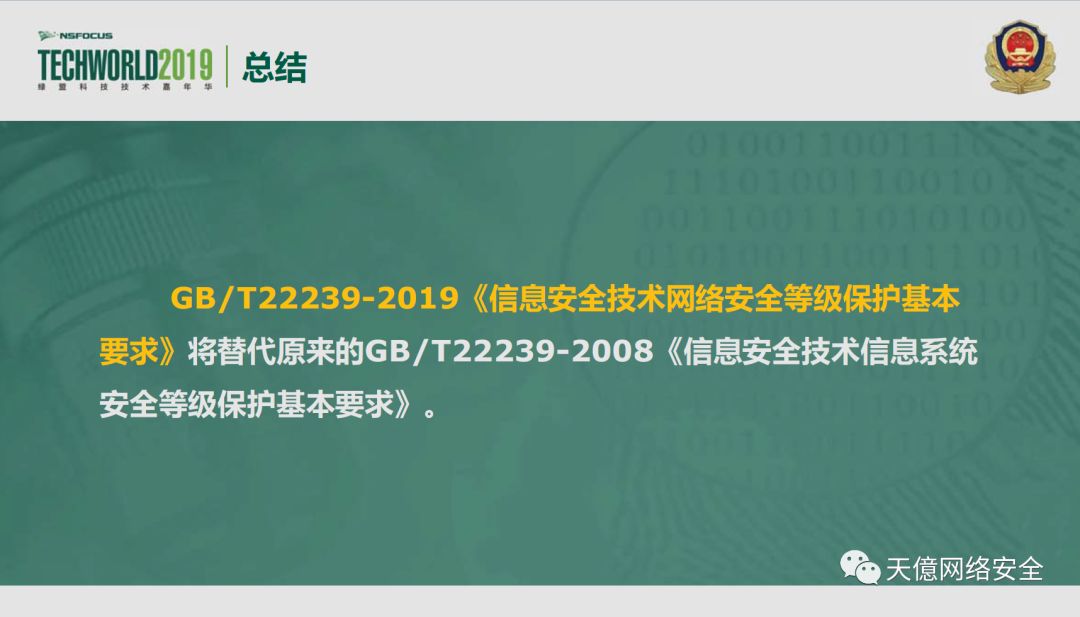 NSFOCUS
TECHWORLD2019
绿盟科技技术嘉年华
总结
GB/T22239-2019《信息安全技术网络安全等级保护基本
要求》将替代原来的GB/T22239-2008《信息安全技术信息系统
安全等级保护基本要求》。
天億网络安全